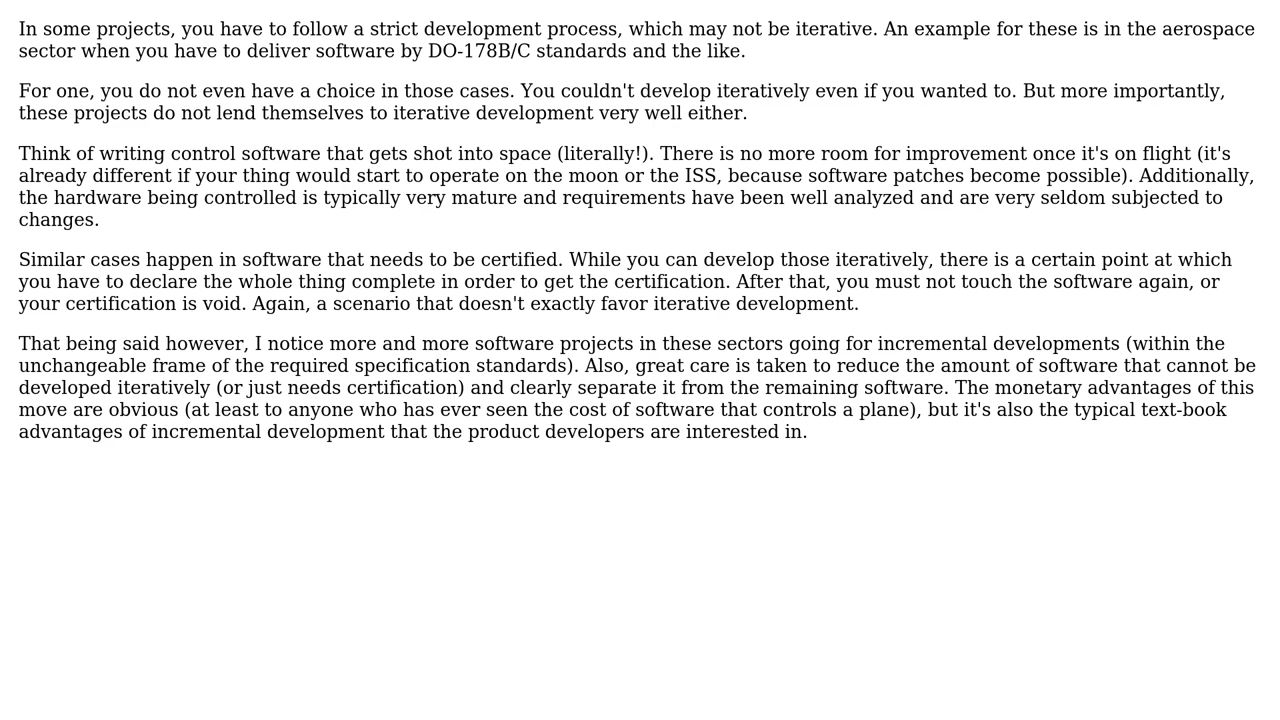 In some projects, you have to follow a strict development process, which may not be iterative. An example for these is in the aerospace
sector when you have to deliver software by DO-178B/C standards and the like.
For one, you do not even have a choice in those cases. You couldn't develop iteratively even if you wanted to. But more importantly,
these projects do not lend themselves to iterative development very well either.
Think of writing control software that gets shot into space (literally!). There is no more room for improvement once it's on flight (it's
already different if your thing would start to operate on the moon or the ISS, because software patches become possible). Additionally,
the hardware being controlled is typically very mature and requirements have been well analyzed and are very seldom subjected to
changes.
Similar cases happen in software that needs to be certified. While you can develop those iteratively, there is a certain point at which
you have to declare the whole thing complete in order to get the certification. After that, you must not touch the software again, or
your certification is void. Again, a scenario that doesn't exactly favor iterative development.
That being said however, I notice more and more software projects in these sectors going for incremental developments (within the
unchangeable frame of the required specification standards). Also, great care is taken to reduce the amount of software that cannot be
developed iteratively (or just needs certification) and clearly separate it from the remaining software. The monetary advantages of this
move are obvious (at least to anyone who has ever seen the cost of software that controls a plane), but it's also the typical text-book
advantages of incremental development that the product developers are interested in.